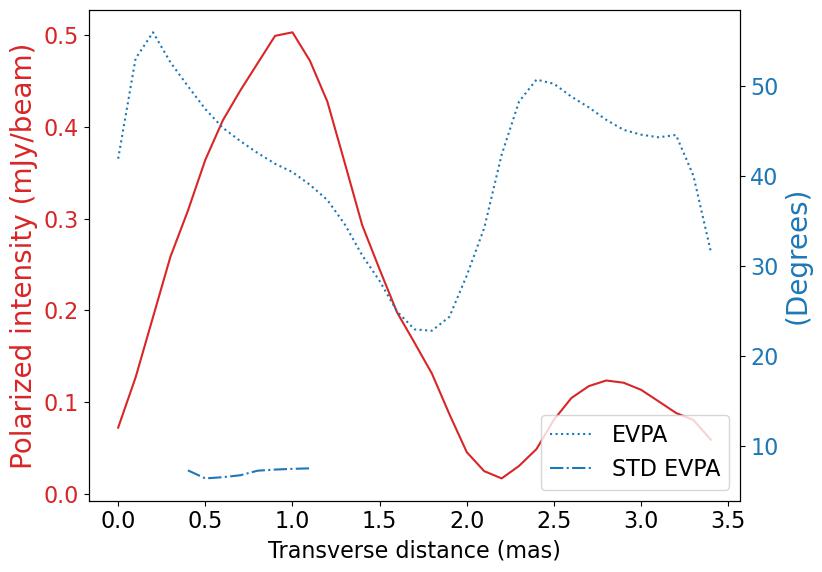 Polarized intensity (mJy/beam)
0.5
0.4
0.3
0.2
0.1
0.0
50
40
30
20
10
(Degrees)
EVPA
STD EVPA
0.0 0.5 1.0 1.5 2.0 2.5 3.0 3.5
Transverse distance (mas)